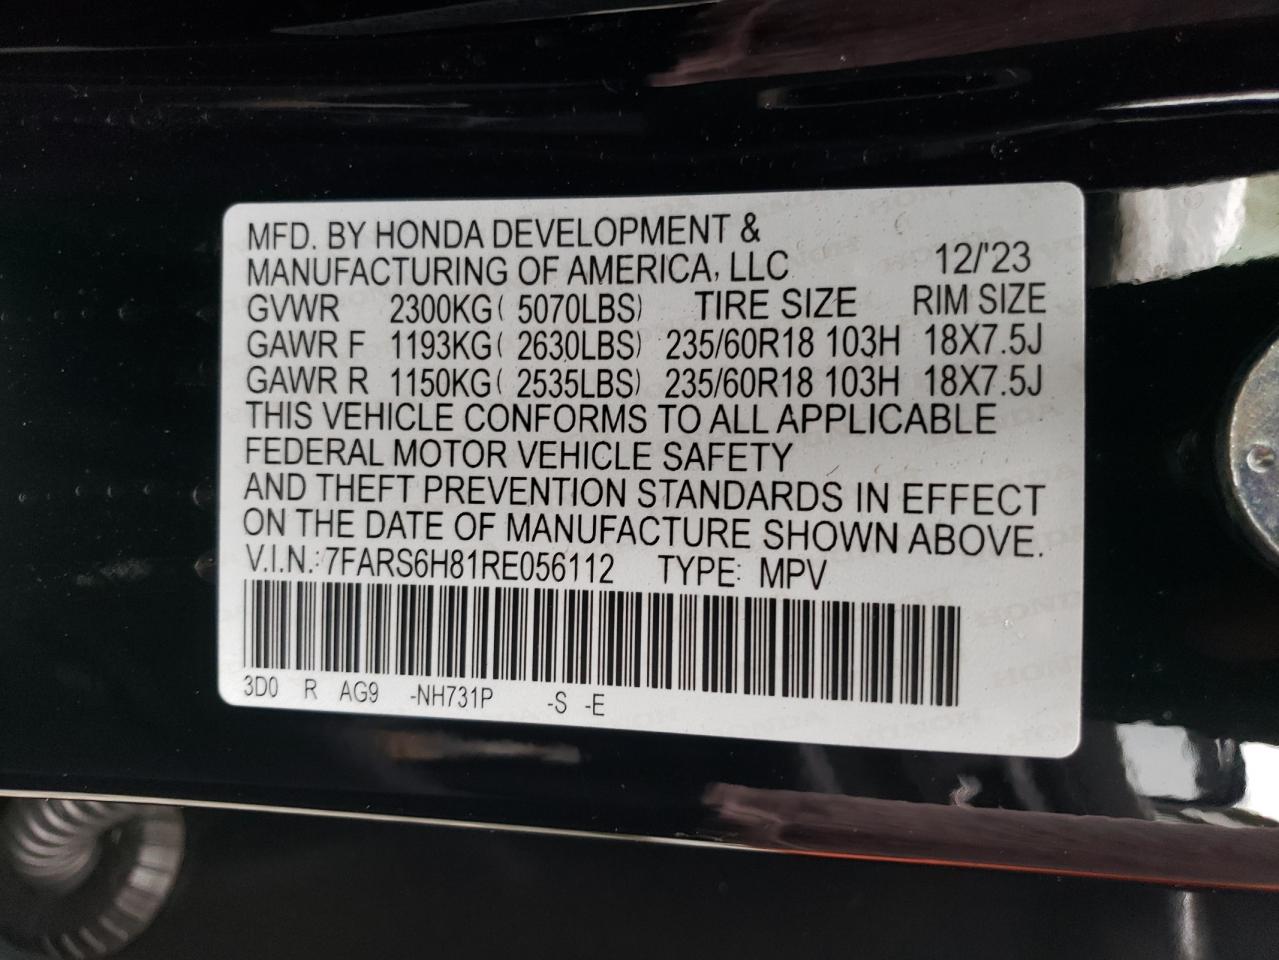 MFD. BY HONDA DEVELOPMENT &
MANUFACTURING OF AMERICA, LLC 12/'23
GVWR 2300KG( 5070LBS) TIRE SIZE RIM SIZE
GAWR F 1193KG( 2630LBS) 235/60R18 103H 18X7.5J
GAWR R 1150KG( 2535LBS) 235/60R18 103H 18X7.5J
THIS VEHICLE CONFORMS TO ALL APPLICABLE
FEDERAL MOTOR VEHICLE SAFETY
AND THEFT PREVENTION STANDARDS IN EFFECT
ON THE DATE OF MANUFACTURE SHOWN ABOVE.
V.I.N.: 7FARS6H81RE056112 TYPE: MPV
3D0 R AG9 -NH731P -S -E